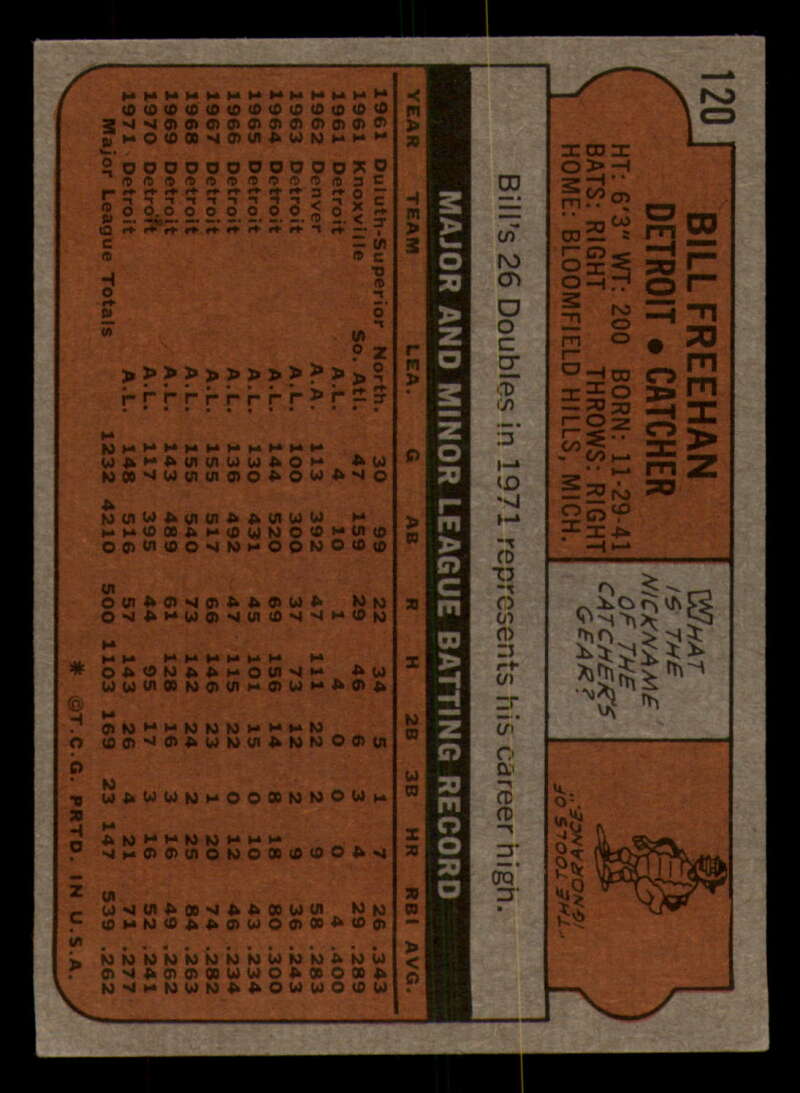 120
BILL FREEHAN
DETROIT • CATCHER
HT: 6'3" WT: 200 BORN: 11-29-41
BATS: RIGHT THROWS: RIGHT
HOME: BLOOMFIELD HILLS, MICH.
WHAT
IS THE
NICKNAME
OF THE
CATCHER'S
GEAR?
"THE TOOLS OF
IGNORANCE."
Bill's 26 Doubles in 1971 represents his career high.
MAJOR AND MINOR LEAGUE BATTING RECORD
YEAR TEAM LEA. G AB R H 2B 3B HR RBI AVG.
1961 Duluth-Superior North. 30 99 22 34 5 1 7 26 .343
1961 Knoxville So. Atl. 47 159 29 46 6 3 4 29 .289
1961 Detroit A.L. 4 10 1 4 0 0 0 4 .400
1962 Denver A.A. 113 392 47 111 22 2 9 58 .283
1963 Detroit A.L. 100 300 37 73 12 2 9 36 .243
1964 Detroit A.L. 144 520 69 156 14 8 18 80 .300
1965 Detroit A.L. 130 431 45 101 15 0 10 43 .234
1966 Detroit A.L. 136 492 47 115 22 0 12 46 .234
1967 Detroit A.L. 155 517 66 146 23 1 20 74 .282
1968 Detroit A.L. 155 540 73 142 24 2 25 84 .263
1969 Detroit A.L. 143 489 61 128 16 3 16 49 .262
1970 Detroit A.L. 117 395 44 95 17 3 16 52 .241
1971 Detroit A.L. 148 516 57 143 26 4 21 71 .277
Major League Totals 1232 4210 500 1103 169 23 147 539 .262
* ©T.C.G. PRTD. IN U.S.A.